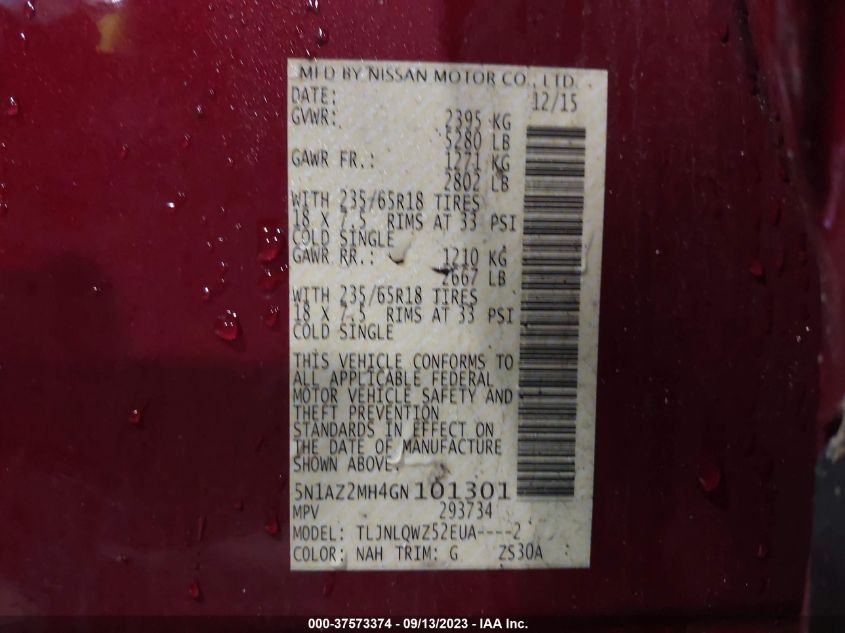 MFD BY NISSAN MOTOR CO., LTD.
DATE: 12/15
GVWR: 2395 KG
5280 LB
GAWR FR.: 1271 KG
2802 LB
WITH 235/65R18 TIRES
18 X 7.5 RIMS AT 33 PSI
COLD SINGLE
GAWR RR.: 1210 KG
2667 LB
WITH 235/65R18 TIRES
18 X 7.5 RIMS AT 33 PSI
COLD SINGLE
THIS VEHICLE CONFORMS TO
ALL APPLICABLE FEDERAL
MOTOR VEHICLE SAFETY AND
THEFT PREVENTION
STANDARDS IN EFFECT ON
THE DATE OF MANUFACTURE
SHOWN ABOVE.
5N1AZ2MH4GN101301
MPV 293734
MODEL: TLJNLQWZ52EUA----2
COLOR: NAH TRIM: G ZS30A
000-37573374 - 09/13/2023 - IAA Inc.